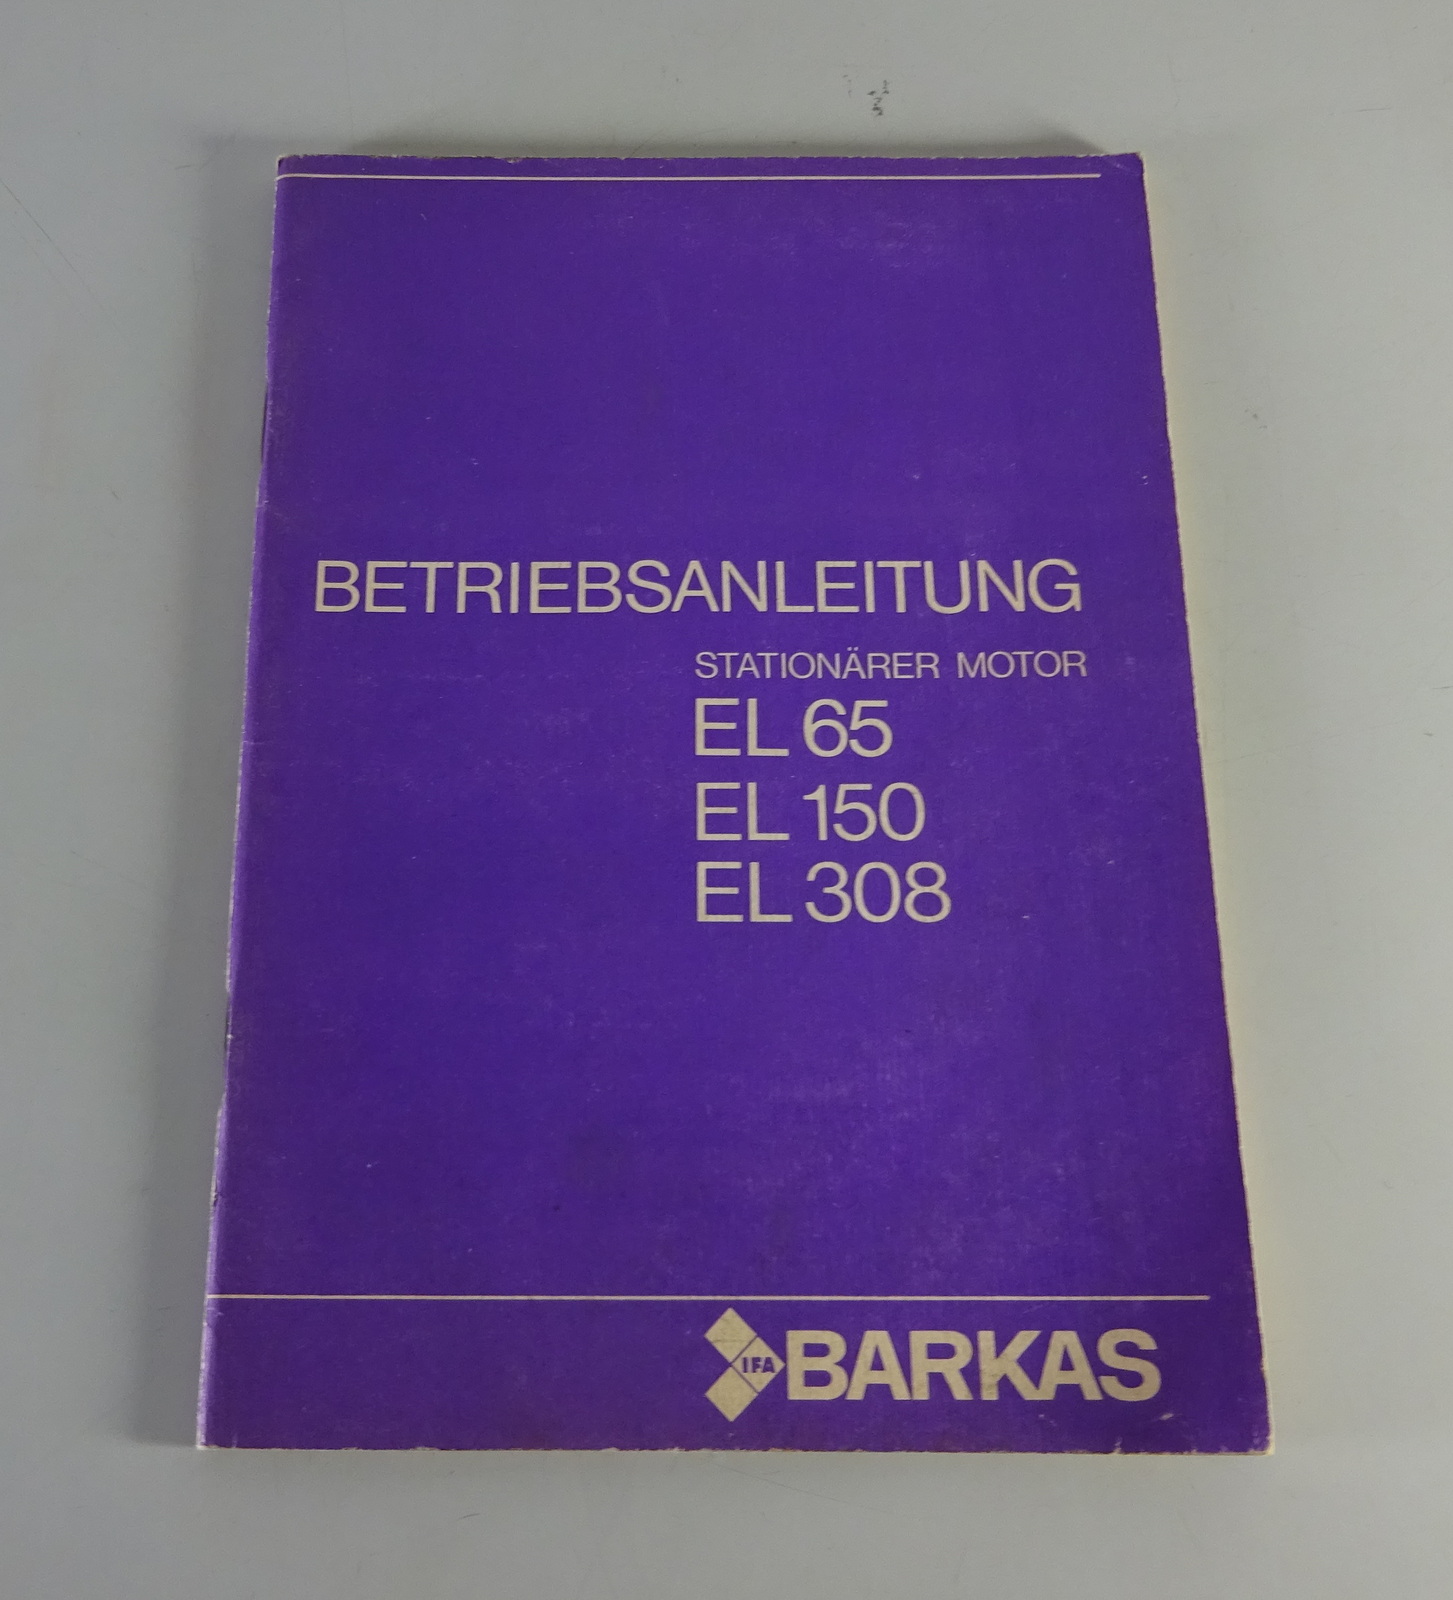 BETRIEBSANLEITUNG
STATIONÄRER MOTOR
EL 65
EL 150
EL 308
IFA BARKAS